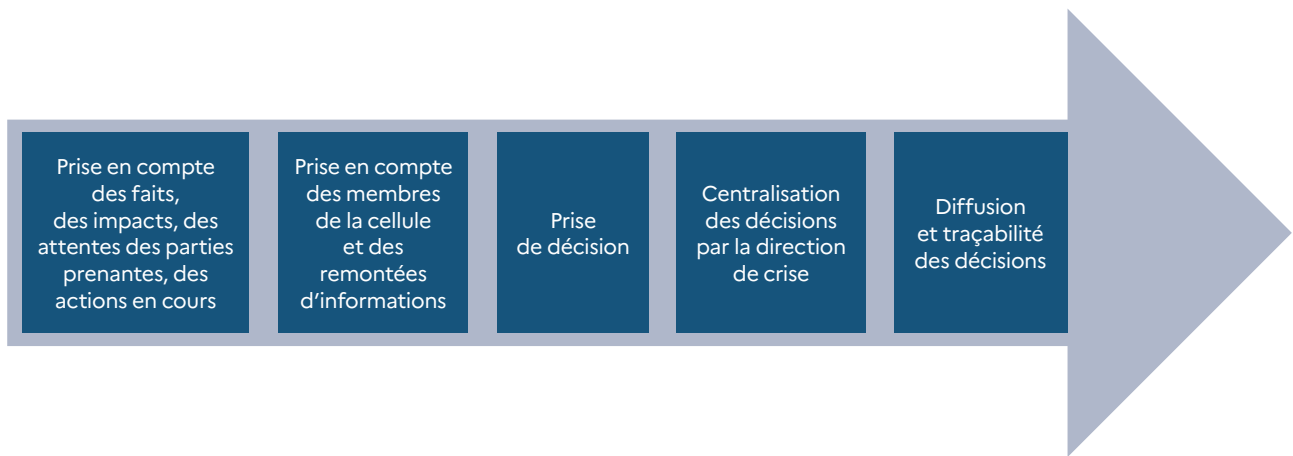 Prise en compte
des faits,
des impacts, des
attentes des parties
prenantes, des
actions en cours
Prise en compte
des membres
de la cellule
et des
remontées
d’informations
Prise
de décision
Centralisation
des décisions
par la direction
de crise
Diffusion
et traçabilité
des décisions